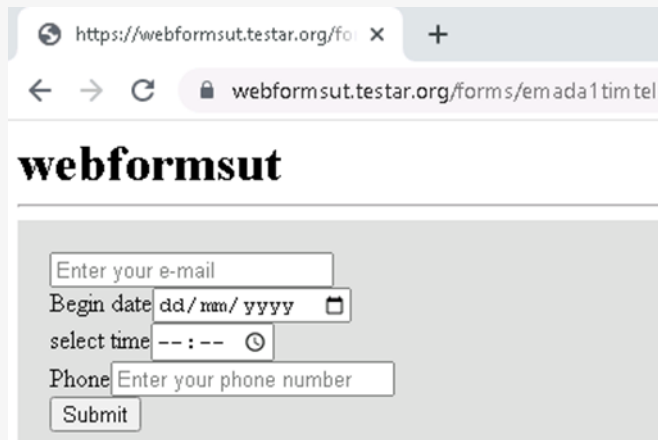 https://webformsut.testar.org/fo
webformsut.testar.org/forms/emada1timtel
webformsut
Enter your e-mail
Begin date dd/mm/yyyy
select time --:--
Phone Enter your phone number
Submit